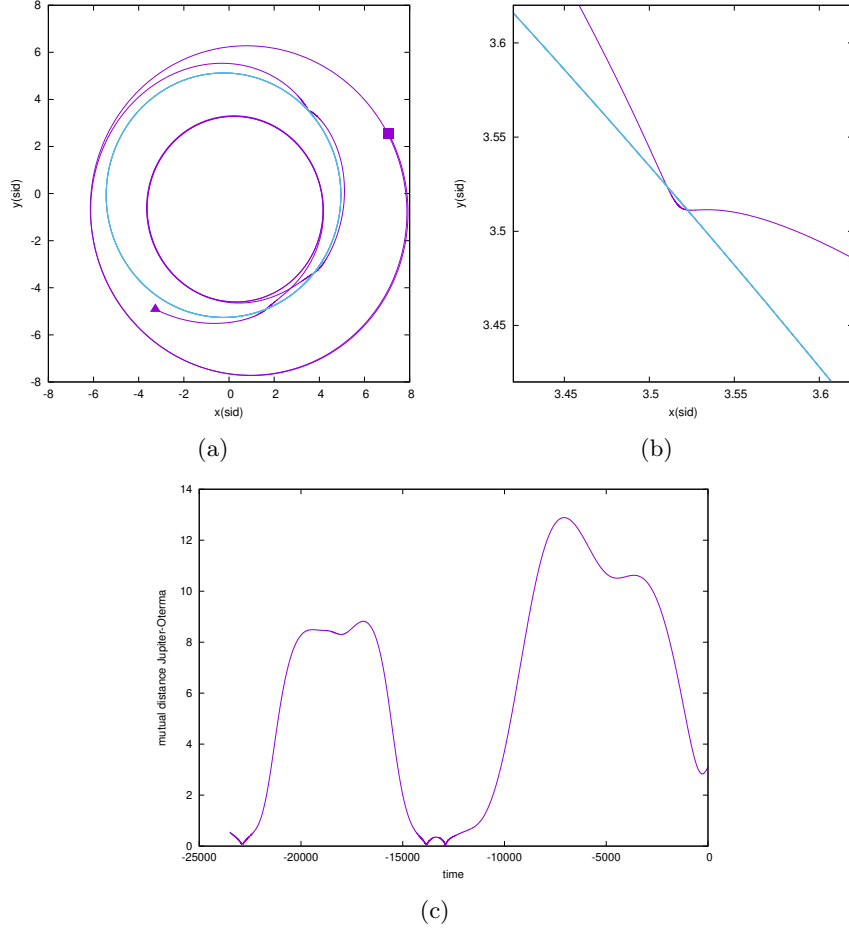 8
6
4
2
0
-2
-4
-6
-8
y(sid)
-8 -6 -4 -2 0 2 4 6 8
x(sid)
(a)
3.6
3.55
3.5
3.45
y(sid)
3.45 3.5 3.55 3.6
x(sid)
(b)
14
12
10
8
6
4
2
0
mutual distance Jupiter-Oterma
-25000 -20000 -15000 -10000 -5000 0
time
(c)